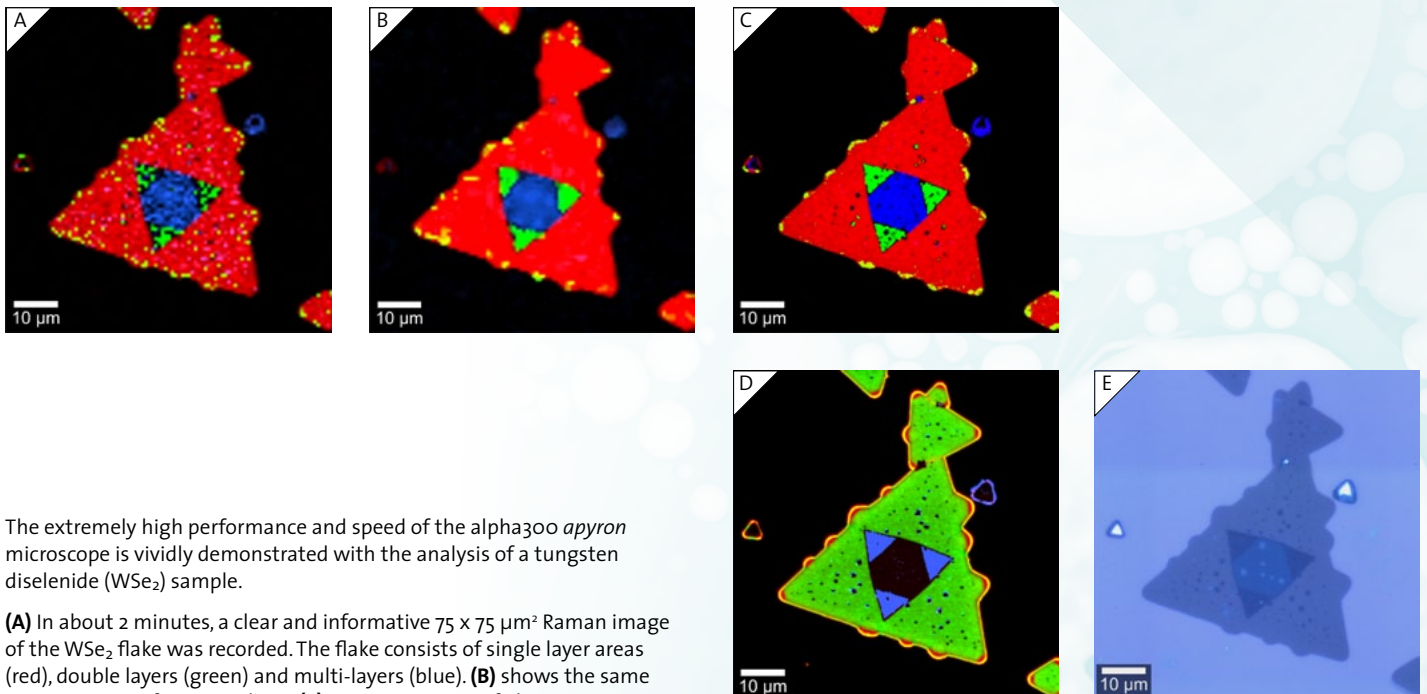 A
10 µm
B
10 µm
C
10 µm
D
10 µm
E
10 µm
The extremely high performance and speed of the alpha300 apyron
microscope is vividly demonstrated with the analysis of a tungsten
diselenide (WSe₂) sample.
(A) In about 2 minutes, a clear and informative 75 x 75 µm² Raman image
of the WSe₂ flake was recorded. The flake consists of single layer areas
(red), double layers (green) and multi-layers (blue). (B) shows the same